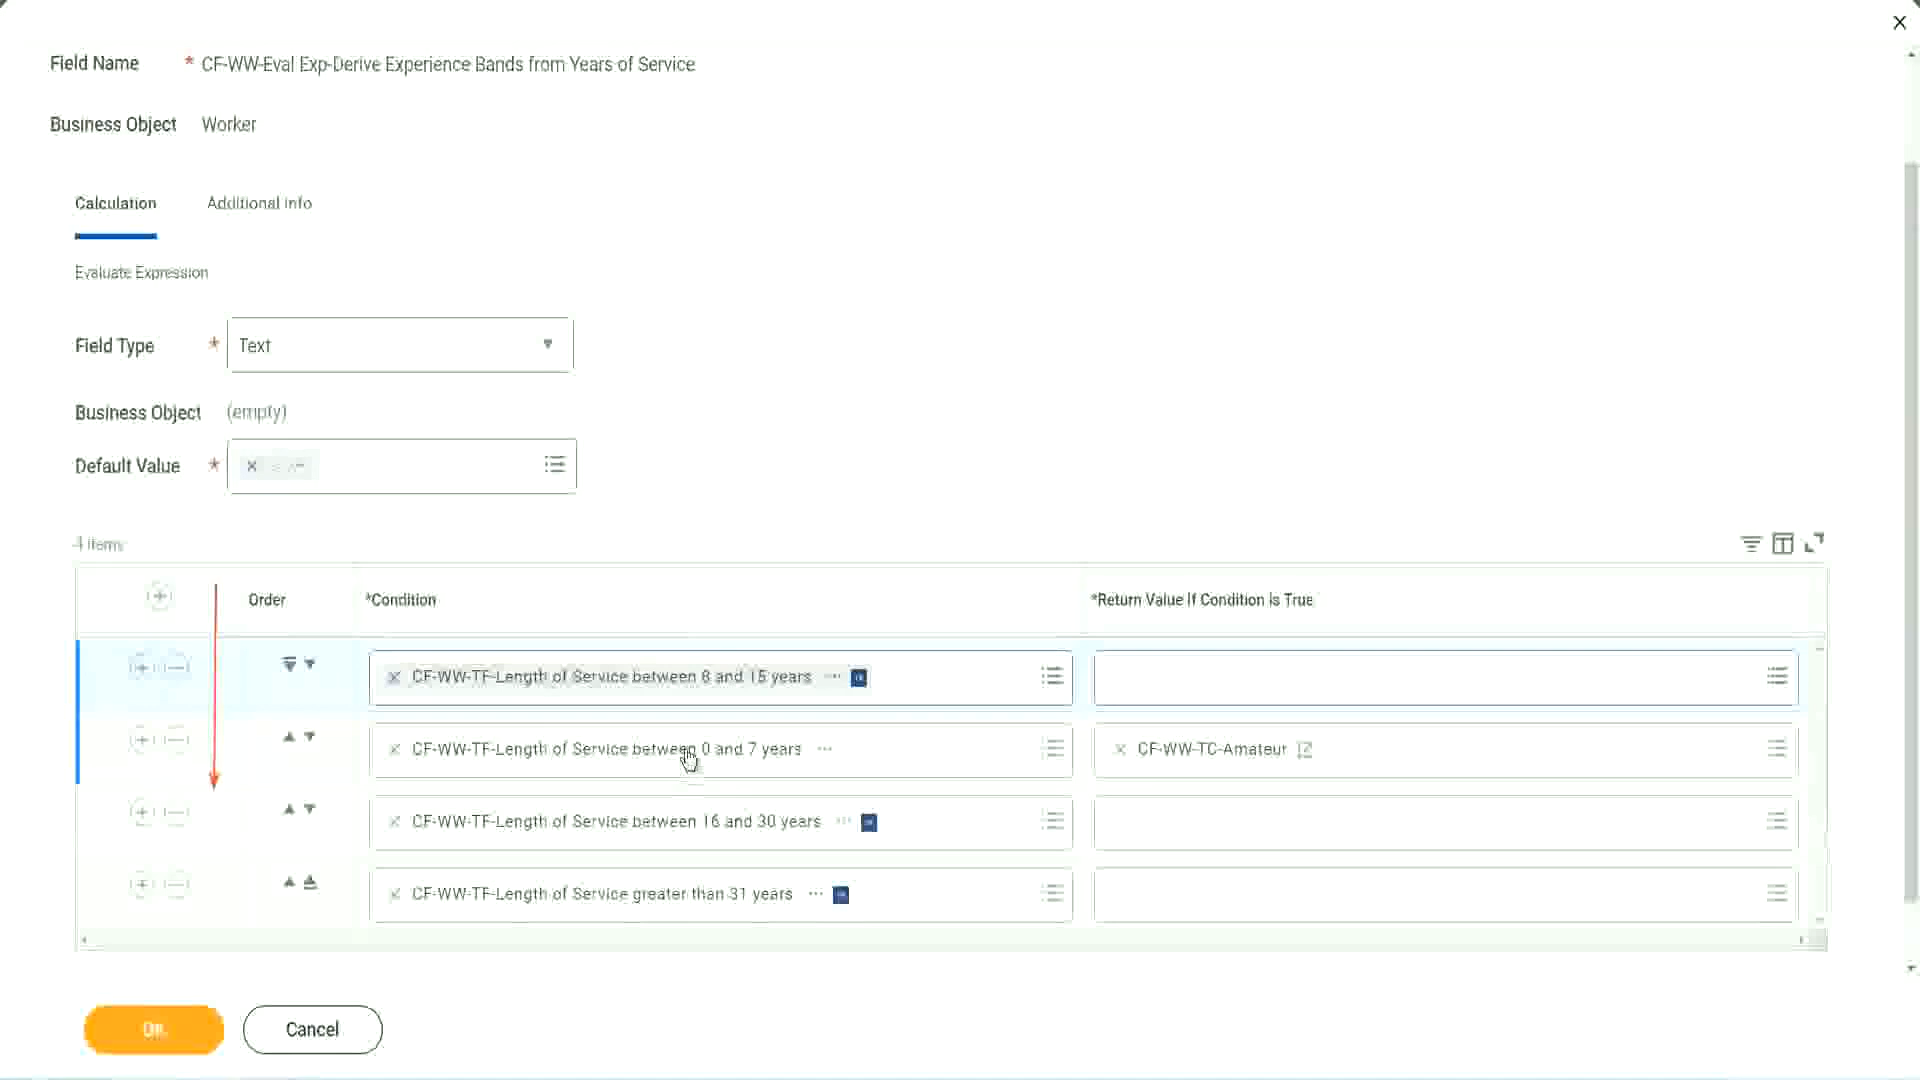 Field Name * CF-WW-Eval Exp-Derive Experience Bands from Years of Service
Business Object Worker
Calculation Additional Info
Evaluate Expression
Field Type * Text
Business Object (empty)
Default Value *
4 items
Order *Condition *Return Value If Condition is True
CF-WW-TF-Length of Service between 8 and 15 years
CF-WW-TF-Length of Service between 0 and 7 years CF-WW-TC-Amateur
CF-WW-TF-Length of Service between 16 and 30 years
CF-WW-TF-Length of Service greater than 31 years
OK Cancel